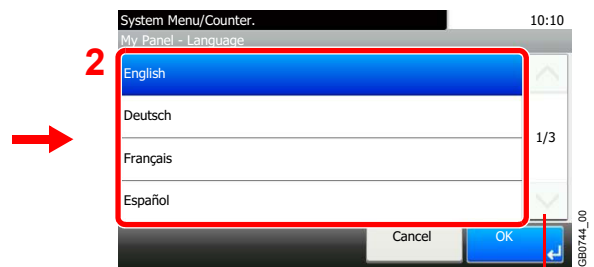 System Menu/Counter. 10:10
My Panel - Language
2
English
Deutsch
1/3
Français
Español
Cancel OK
GB0744_00